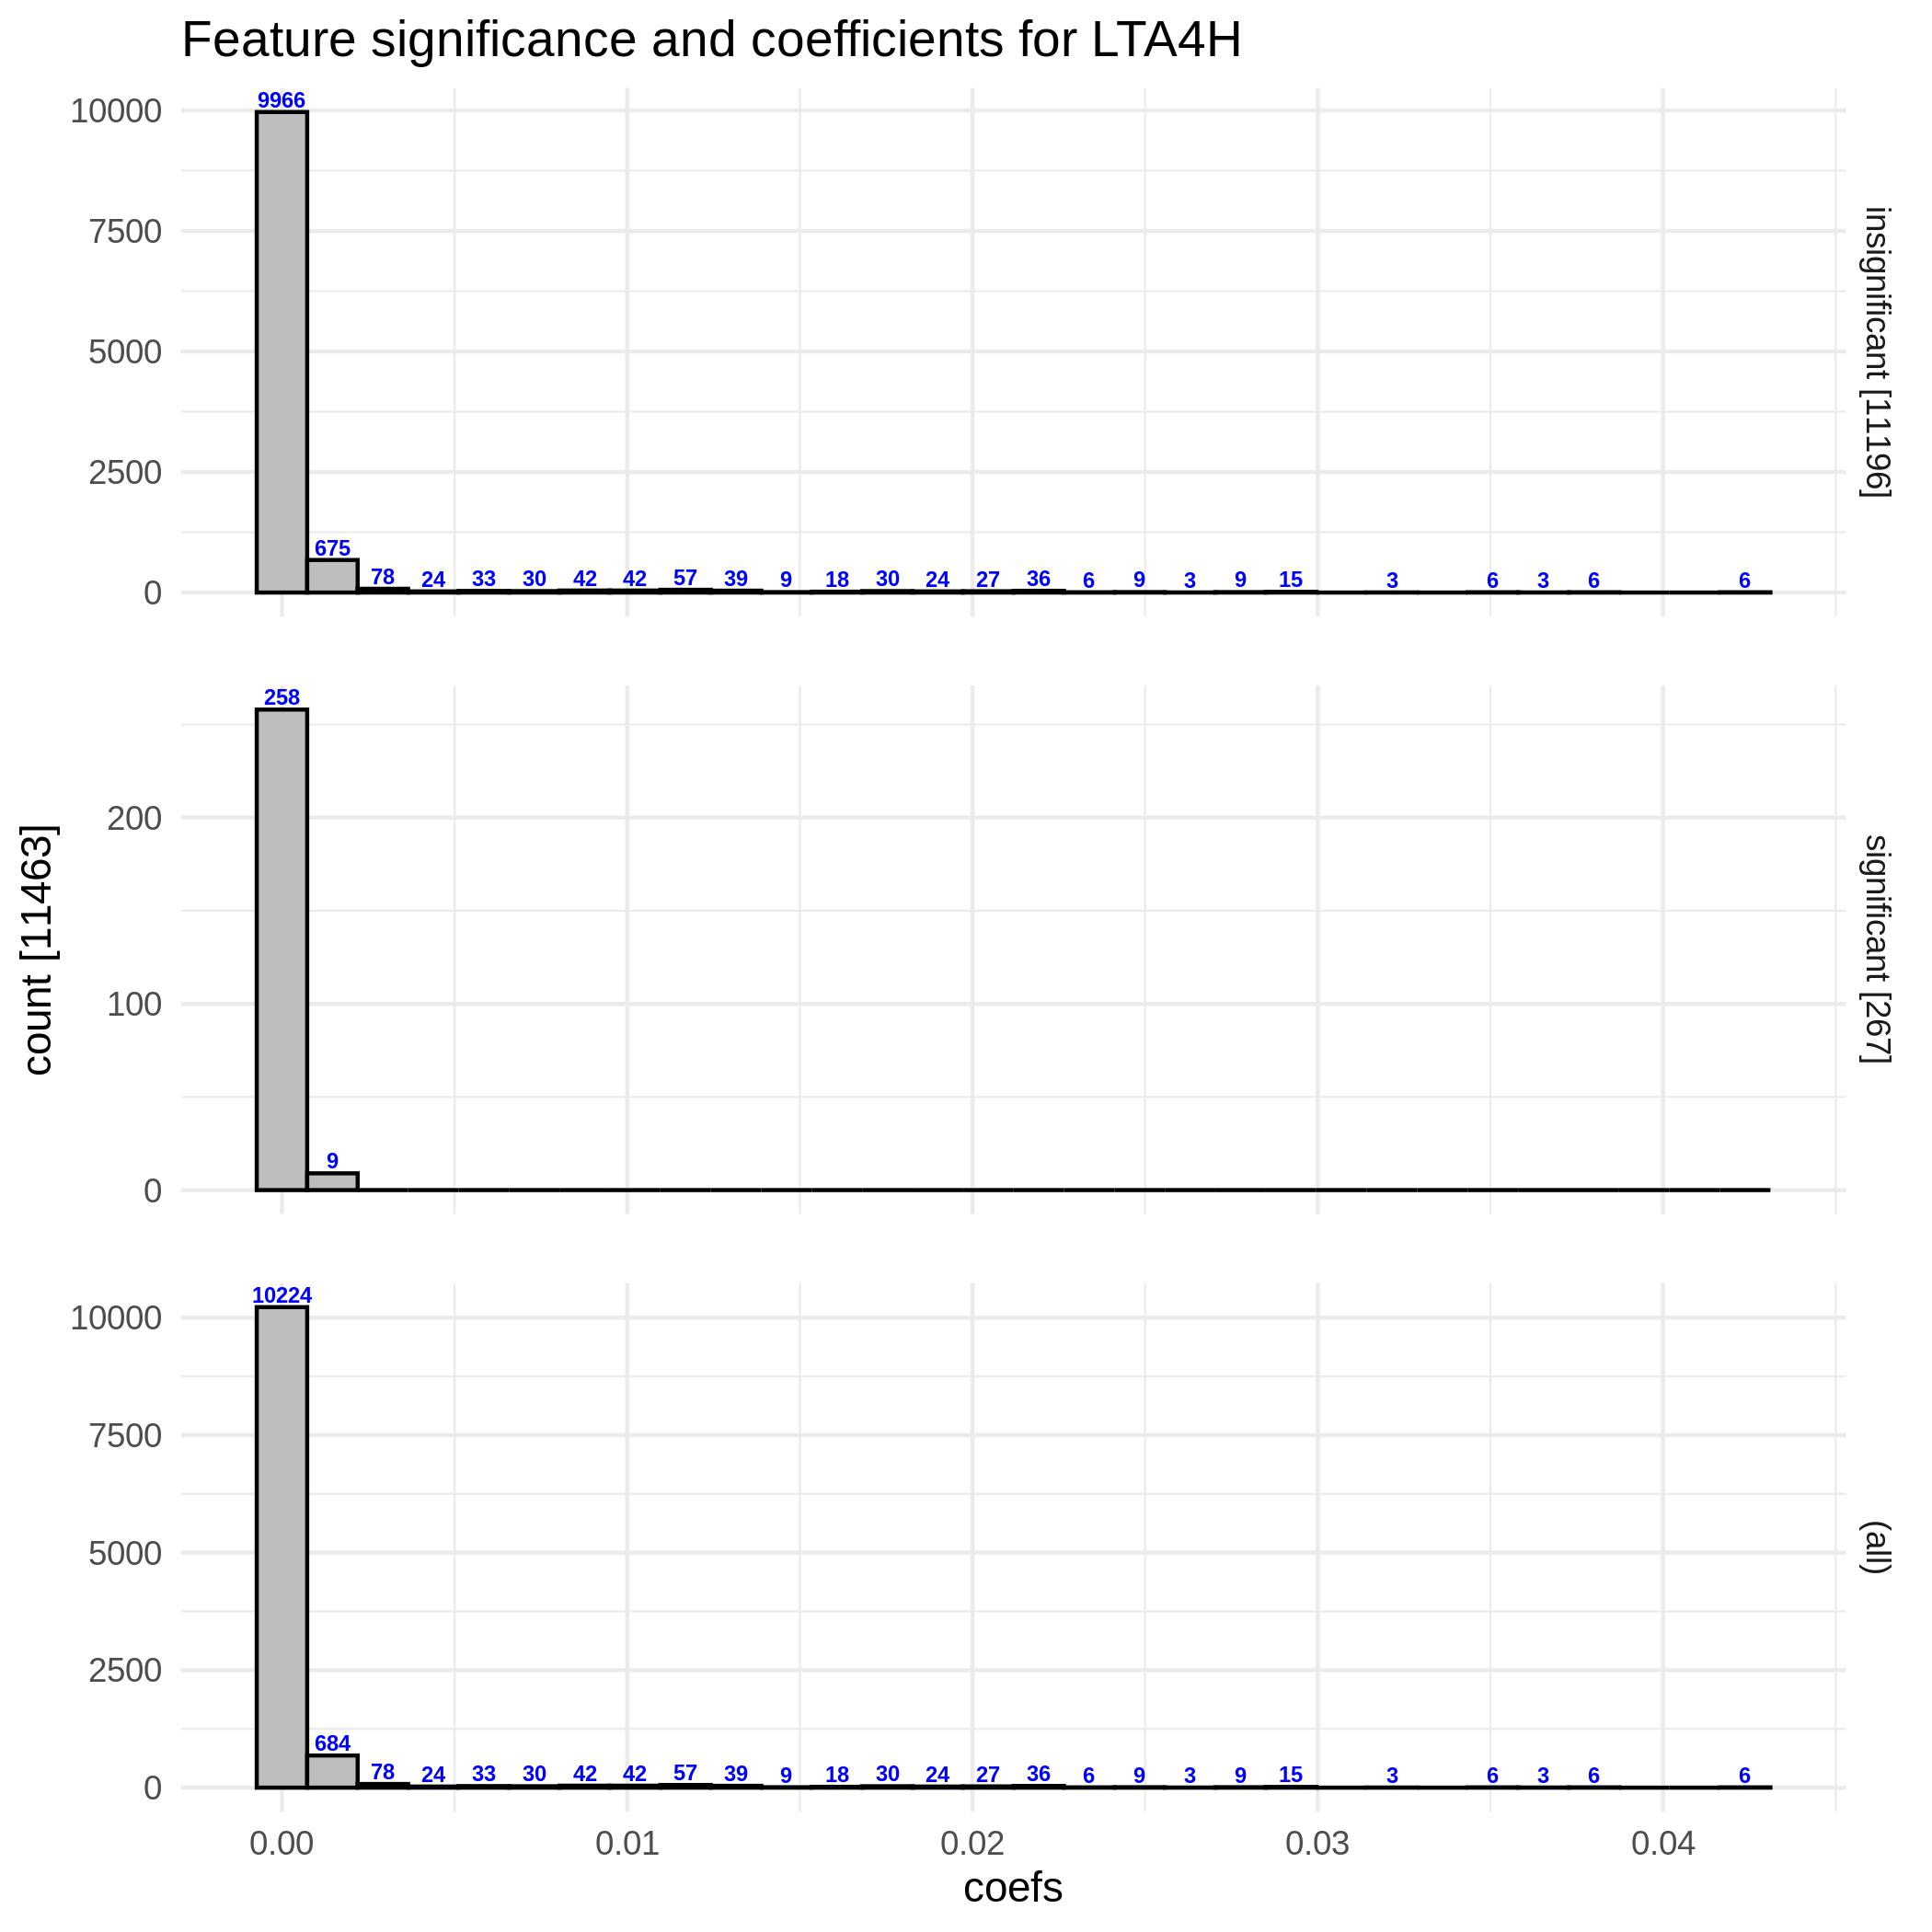 Feature significance and coefficients for LTA4H
9966
10000
7500
5000
2500
0
675 78 24 33 30 42 42 57 39 9 18 30 24 27 36 6 9 3 9 15 3 6 3 6 6
insignificant [11196]
count [11463]
258
200
100
0
9
significant [267]
10224
10000
7500
5000
2500
0
684 78 24 33 30 42 42 57 39 9 18 30 24 27 36 6 9 3 9 15 3 6 3 6 6
(all)
0.00 0.01 0.02 0.03 0.04
coefs